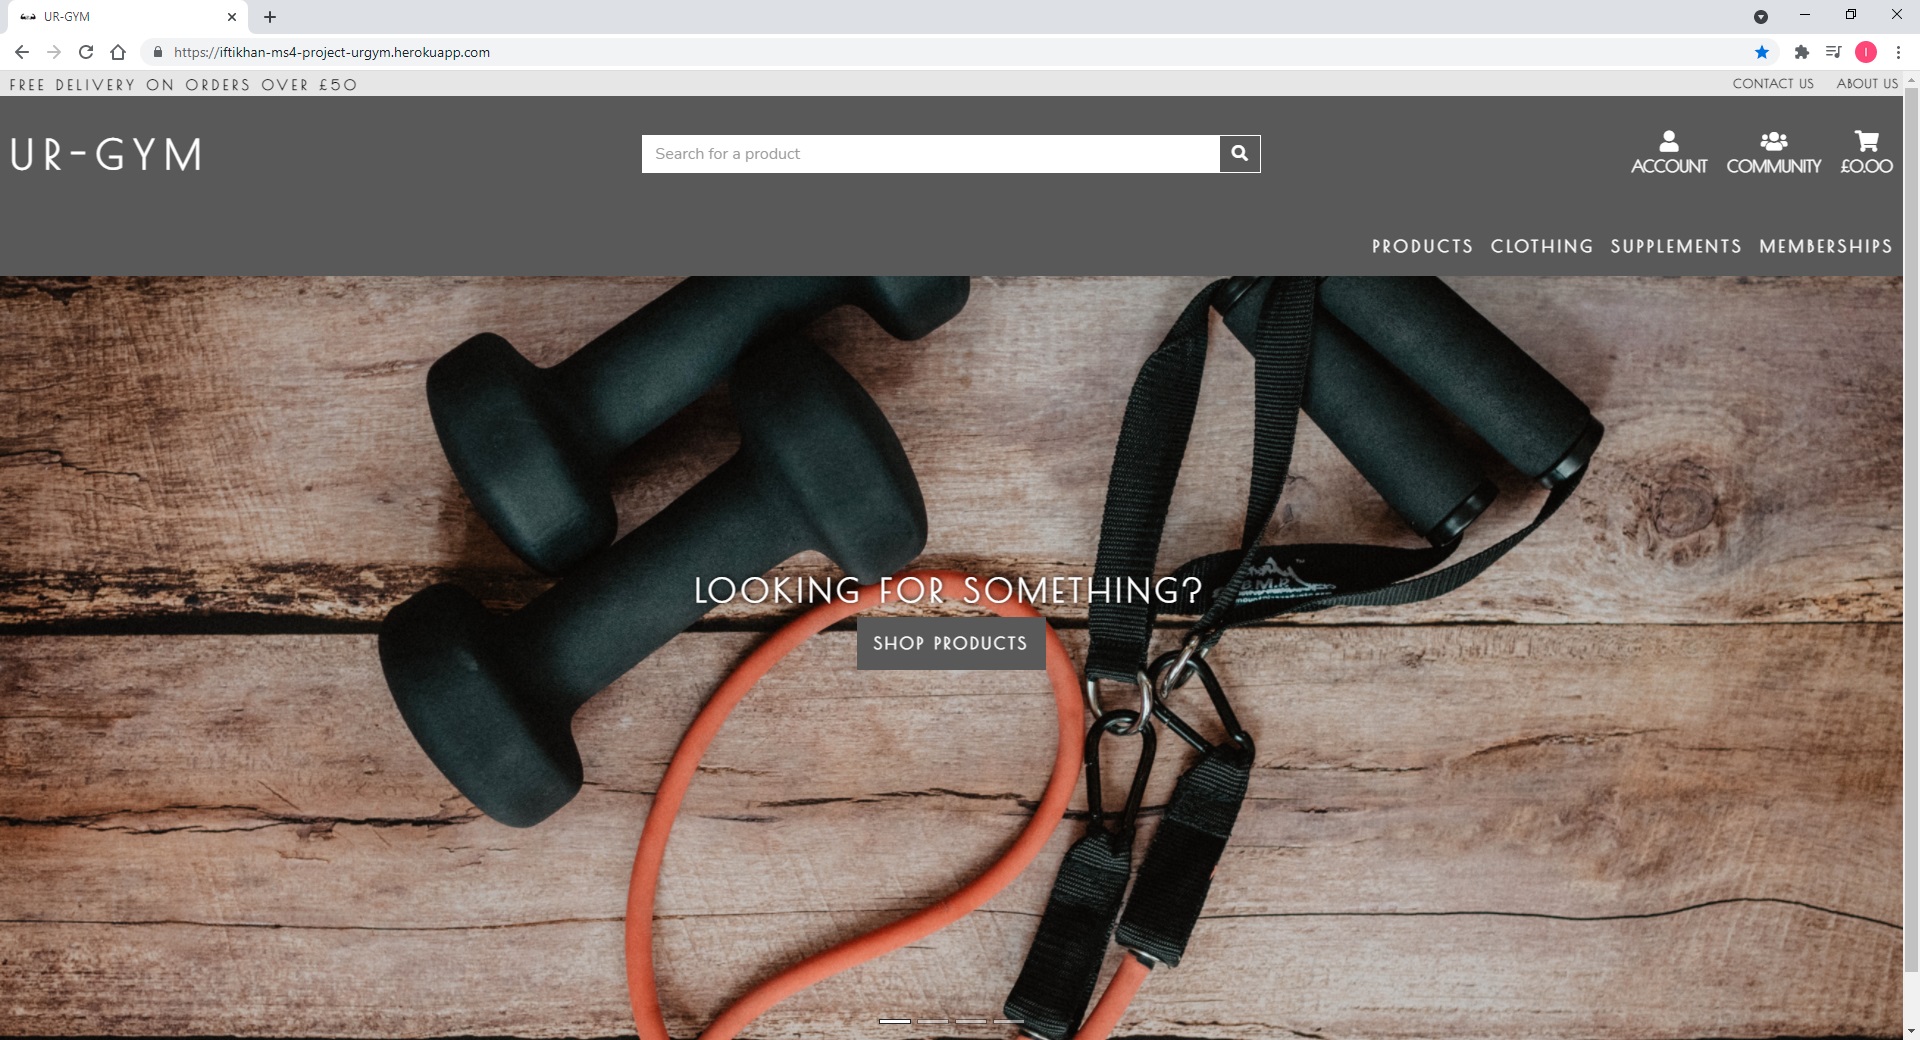 UR-GYM
https://iftikhan-ms4-project-urgym.herokuapp.com
I
FREE DELIVERY ON ORDERS OVER £50
CONTACT US
ABOUT US
UR-GYM
Search for a product
ACCOUNT
COMMUNITY
£0.00
PRODUCTS
CLOTHING
SUPPLEMENTS
MEMBERSHIPS
B.M.R
LOOKING FOR SOMETHING?
SHOP PRODUCTS